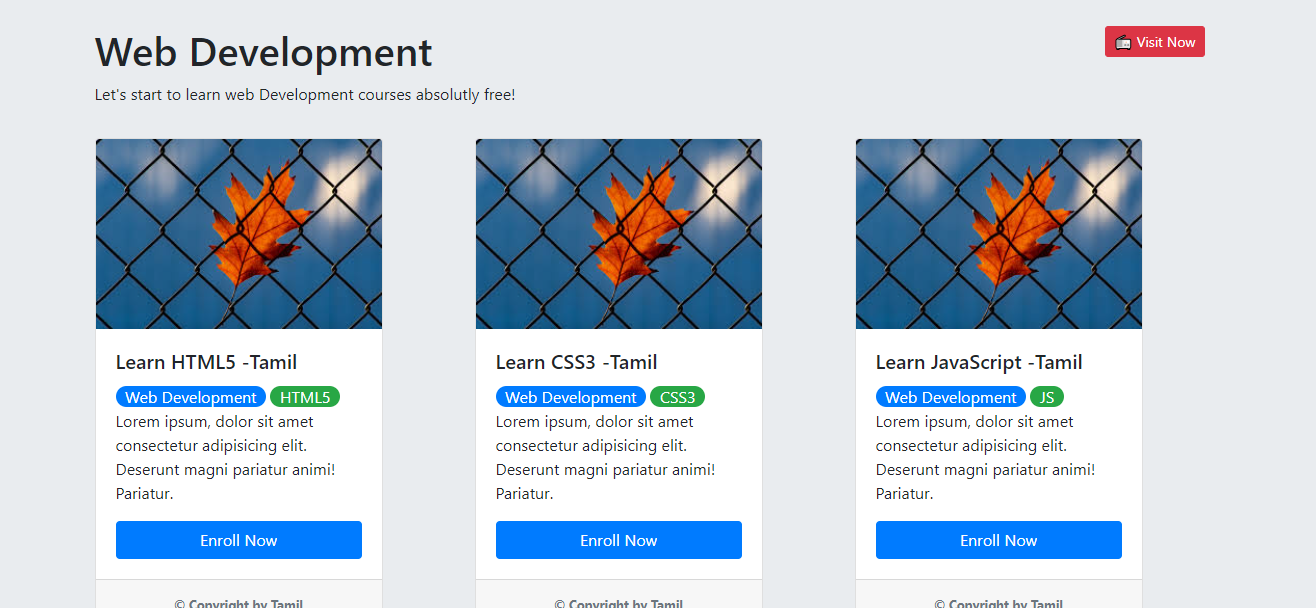 Web Development
Visit Now
Let's start to learn web Development courses absolutly free!
Learn HTML5 -Tamil
Web Development HTML5
Lorem ipsum, dolor sit amet
consectetur adipisicing elit.
Deserunt magni pariatur animi!
Pariatur.
Enroll Now
© Copyright by Tamil
Learn CSS3 -Tamil
Web Development CSS3
Lorem ipsum, dolor sit amet
consectetur adipisicing elit.
Deserunt magni pariatur animi!
Pariatur.
Enroll Now
© Copyright by Tamil
Learn JavaScript -Tamil
Web Development JS
Lorem ipsum, dolor sit amet
consectetur adipisicing elit.
Deserunt magni pariatur animi!
Pariatur.
Enroll Now
© Copyright by Tamil